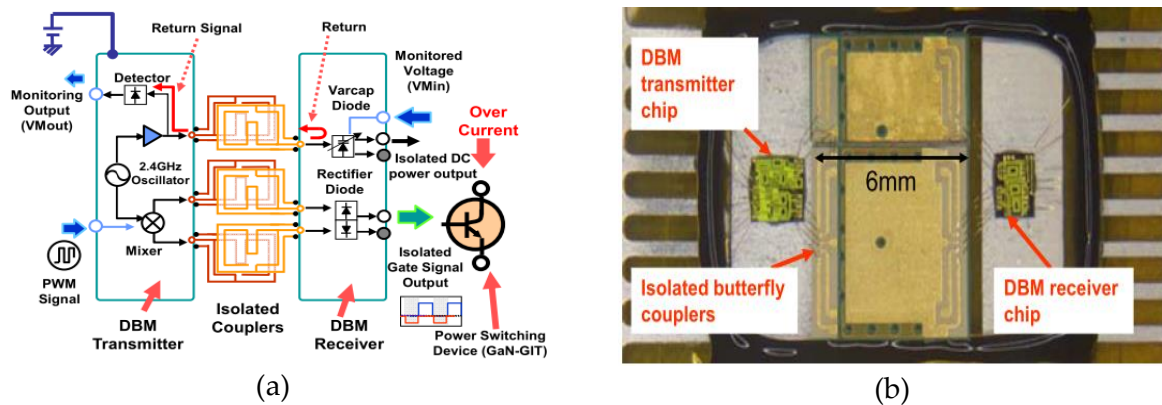 Return Signal
Return
Detector
Monitoring
Output
(VMout)
2.4GHz
Oscillator
Mixer
PWM
Signal
DBM
Transmitter
Isolated
Couplers
Varcap
Diode
Monitored
Voltage
(VMin)
Over
Current
Isolated DC
power output
Rectifier
Diode
Isolated
Gate Signal
Output
DBM
Receiver
Power Switching
Device (GaN-GIT)
(a)
DBM
transmitter
chip
6mm
Isolated butterfly
couplers
DBM receiver
chip
(b)